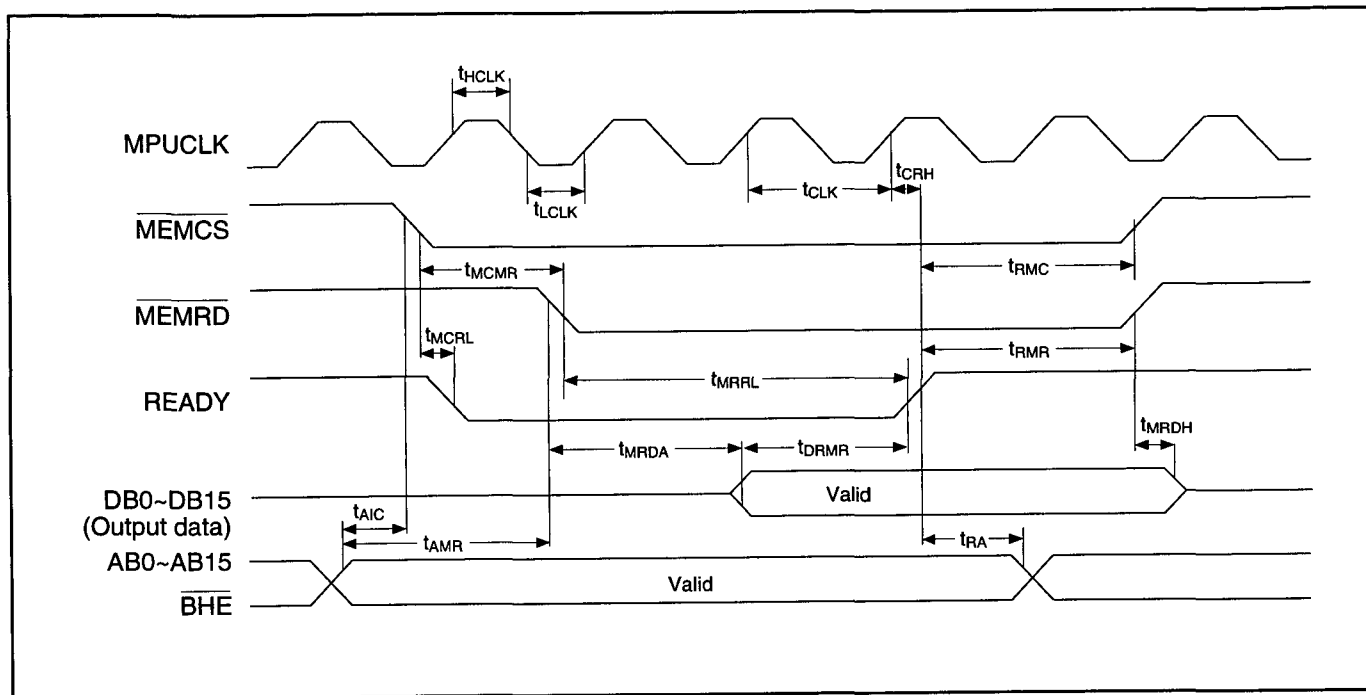 tHCLK
MPUCLK
tCRH
tCLK
tLCLK
MEMCS
tMCMR
tRMC
MEMRD
tMCRL
tRMR
tMRRL
READY
tMRDH
tMRDA
tDRMR
DB0~DB15
Valid
(Output data)
tAIC
tAMR
tRA
AB0~AB15
Valid
BHE